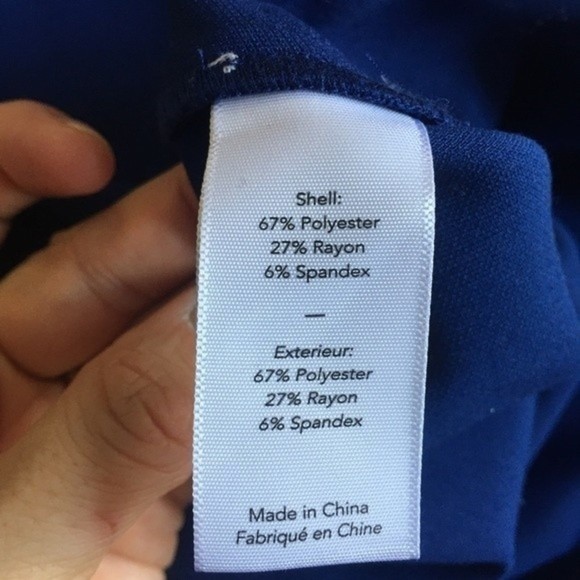 Shell:
67% Polyester
27% Rayon
6% Spandex
—
Exterieur:
67% Polyester
27% Rayon
6% Spandex
Made in China
Fabriqué en Chine